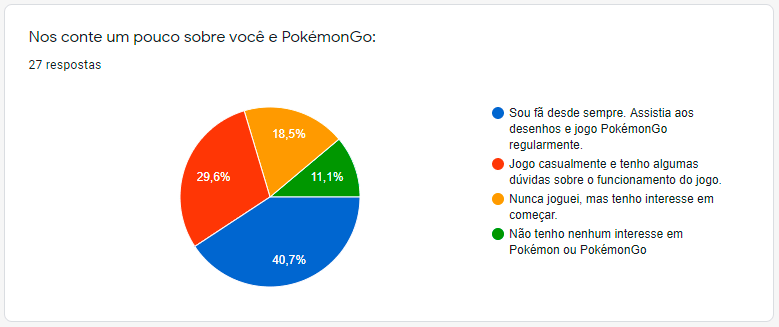 Nos conte um pouco sobre você e PokémonGo:
27 respostas
18,5%
29,6%
11,1%
40,7%
Sou fã desde sempre. Assistia aos
desenhos e jogo PokémonGo
regularmente.
Jogo casualmente e tenho algumas
dúvidas sobre o funcionamento do jogo.
Nunca joguei, mas tenho interesse em
começar.
Não tenho nenhum interesse em
Pokémon ou PokémonGo